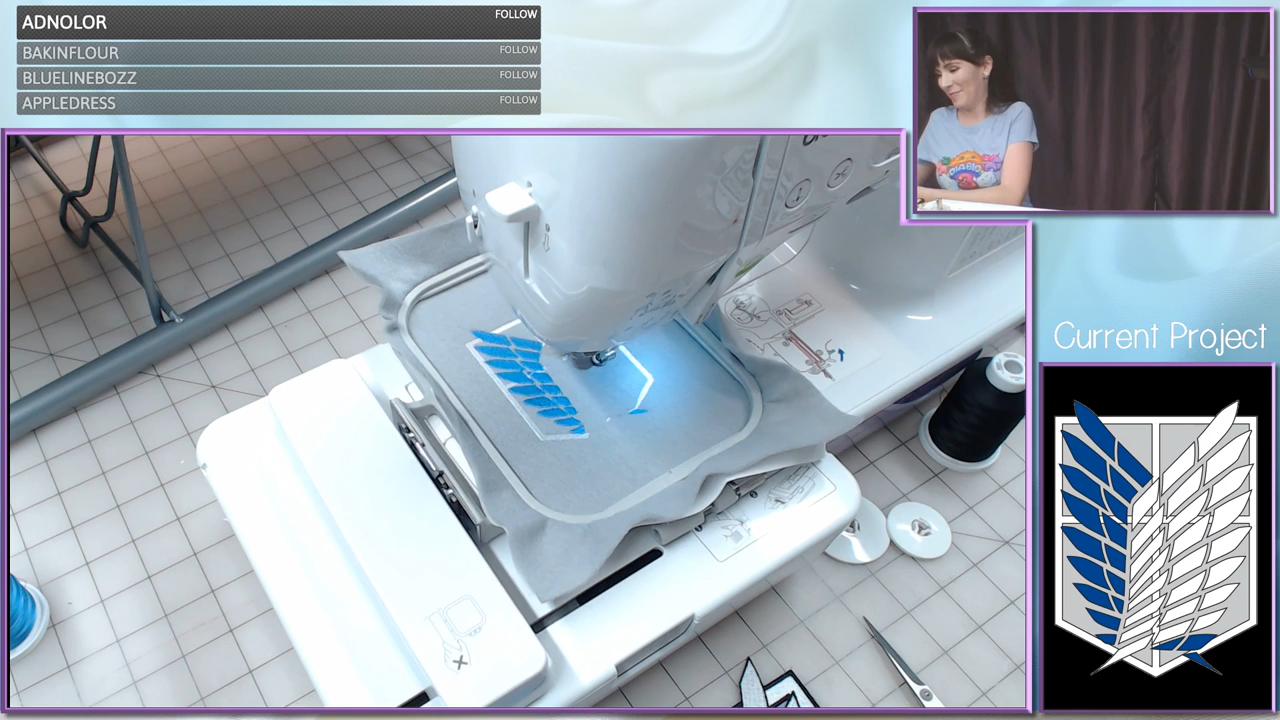 ADNOLOR FOLLOW
BAKINFLOUR FOLLOW
BLUELINEBOZZ FOLLOW
APPLEDRESS FOLLOW
Current Project